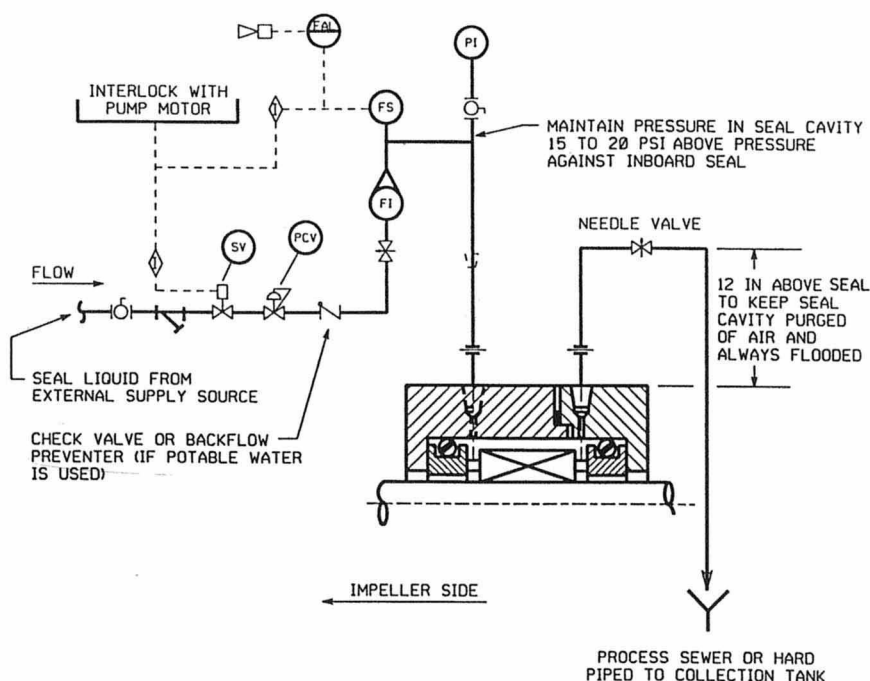 FAL
PI
INTERLOCK WITH
PUMP MOTOR
FS
MAINTAIN PRESSURE IN SEAL CAVITY
15 TO 20 PSI ABOVE PRESSURE
AGAINST INBOARD SEAL
I
FI
NEEDLE VALVE
SV
PCV
I
FLOW
12 IN ABOVE SEAL
TO KEEP SEAL
CAVITY PURGED
OF AIR AND
ALWAYS FLOODED
SEAL LIQUID FROM
EXTERNAL SUPPLY SOURCE
CHECK VALVE OR BACKFLOW
PREVENTER (IF POTABLE WATER
IS USED)
IMPELLER SIDE
PROCESS SEWER OR HARD
PIPED TO COLLECTION TANK